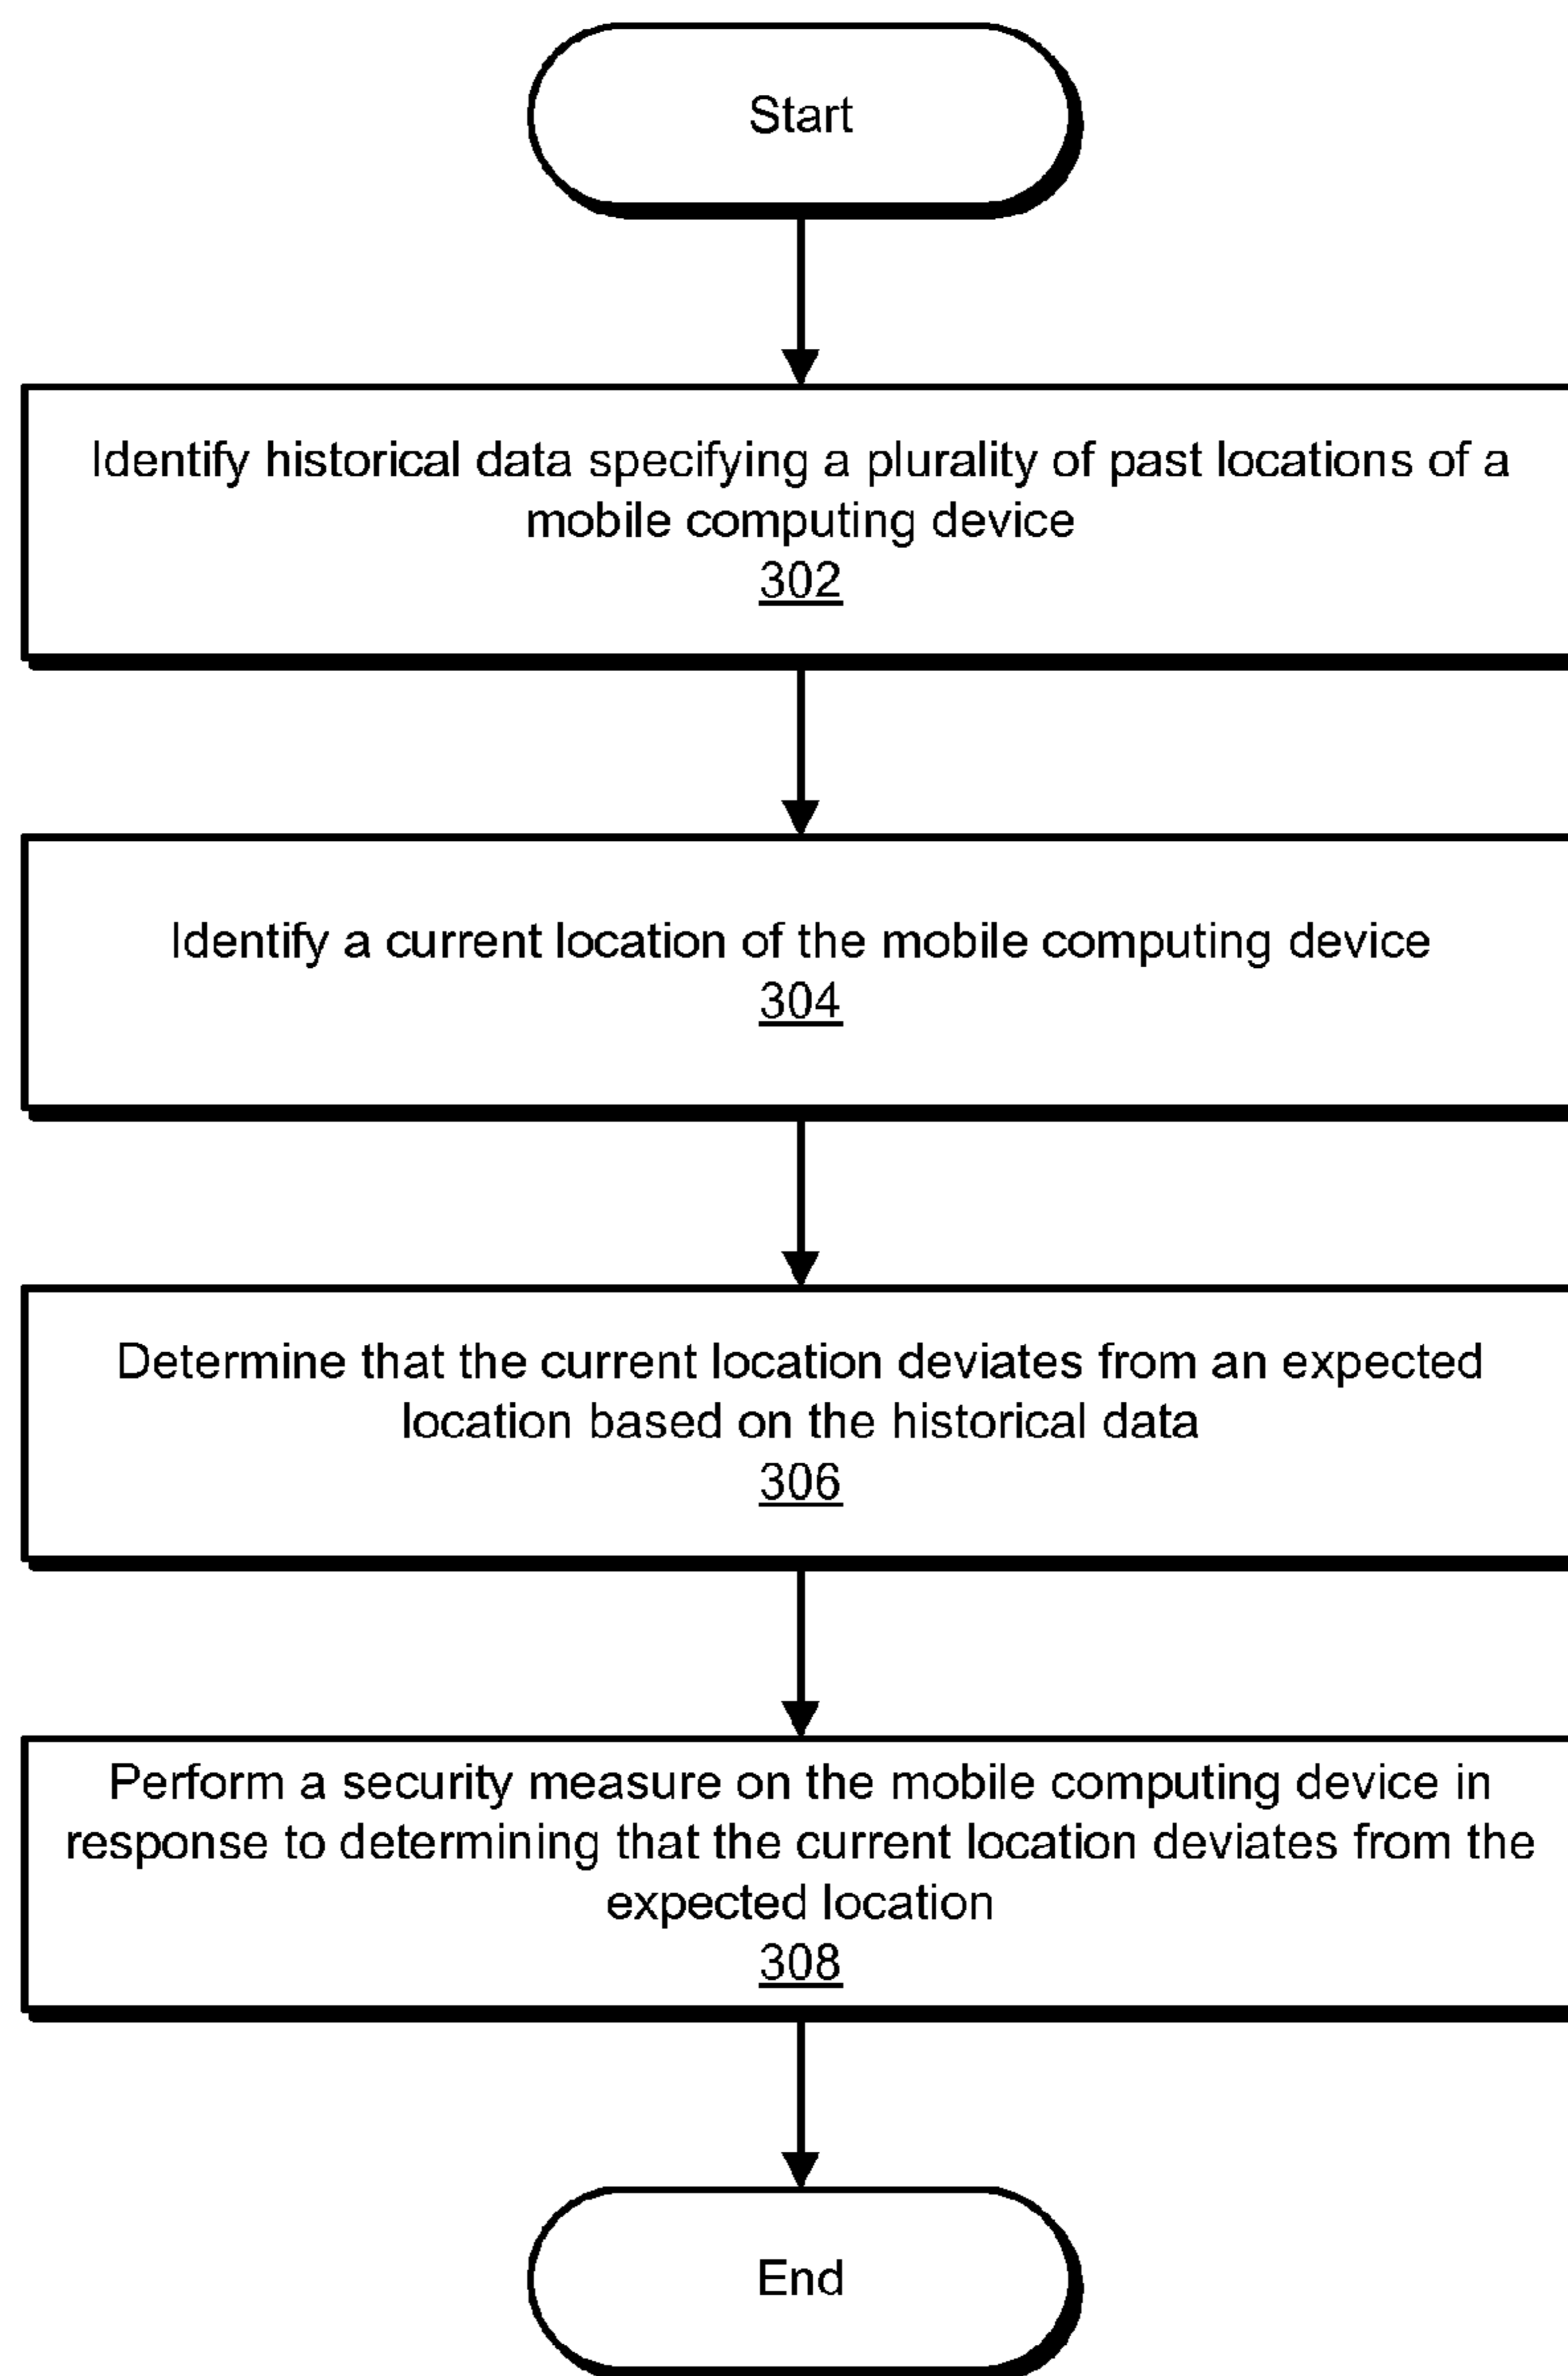 Start
Identify historical data specifying a plurality of past locations of a
mobile computing device
302
Identify a current location of the mobile computing device
304
Determine that the current location deviates from an expected
location based on the historical data
306
Perform a security measure on the mobile computing device in
response to determining that the current location deviates from the
expected location
308
End